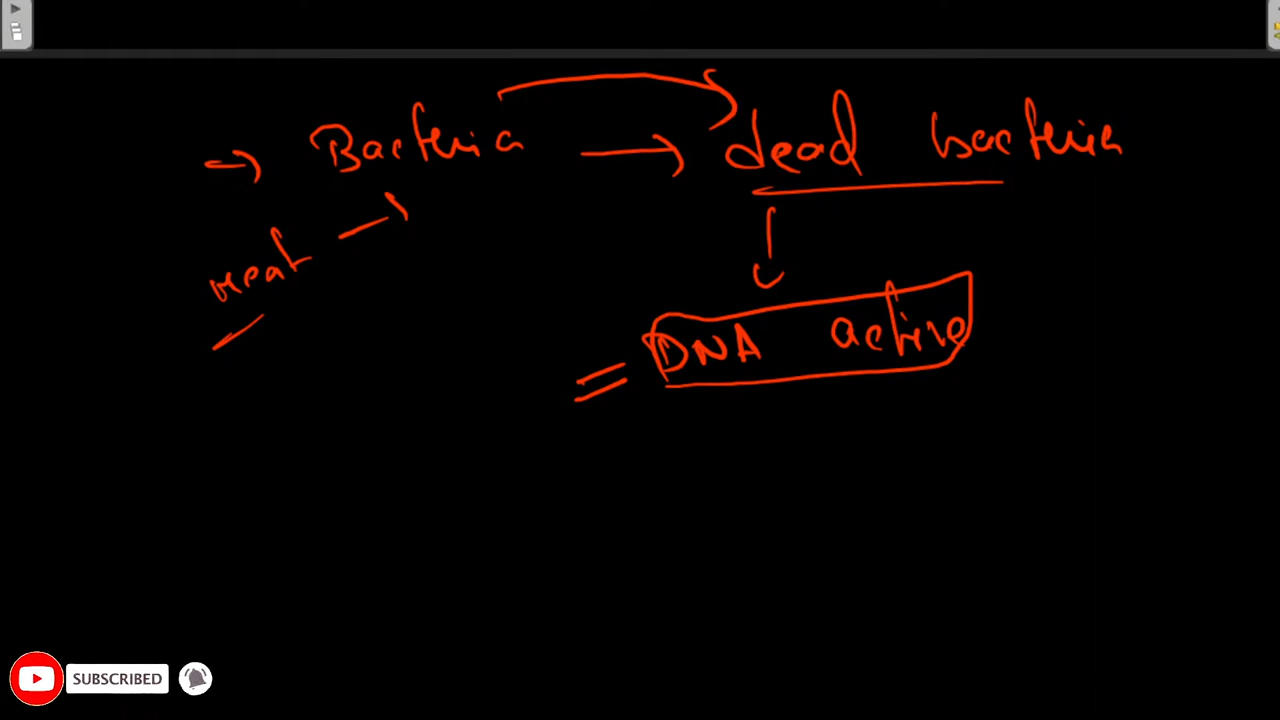 → Bacteria → dead bacteria
heat →
= DNA active
SUBSCRIBED